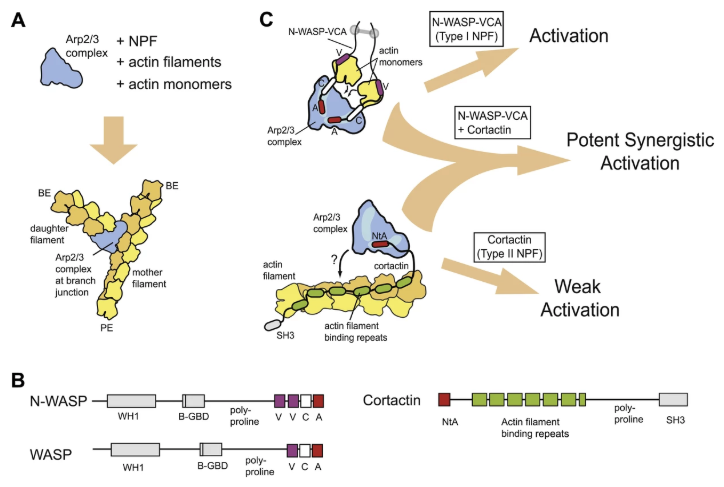 A
Arp2/3
complex
+ NPF
+ actin filaments
+ actin monomers
BE
BE
daughter
filament
Arp2/3
complex
at branch
junction
mother
filament
PE
C
N-WASP-VCA
V
actin
monomers
V
C
A
C
A
Arp2/3
complex
N-WASP-VCA
(Type I NPF)
Activation
N-WASP-VCA
+ Cortactin
Potent Synergistic
Activation
Arp2/3
complex
NtA
?
cortactin
actin
filament
SH3
actin filament
binding repeats
Cortactin
(Type II NPF)
Weak
Activation
B
N-WASP
WH1
B-GBD
poly-
proline
V V C A
WASP
WH1
B-GBD
poly-
proline
V C A
Cortactin
NtA
Actin filament
binding repeats
poly-
proline
SH3